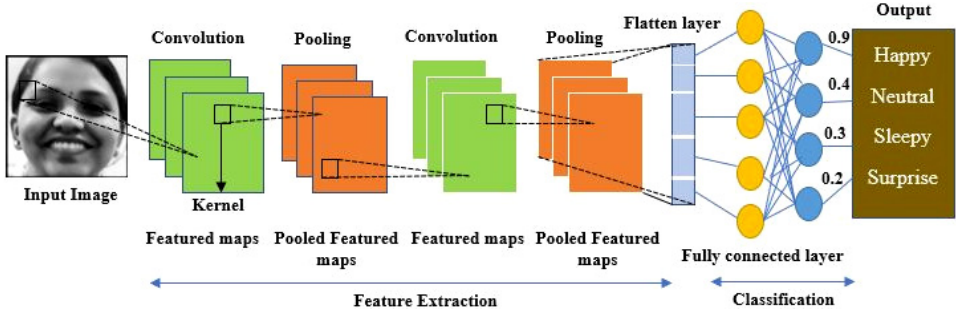 Convolution
Pooling
Convolution
Pooling
Flatten layer
Output
0.9
Happy
0.4
Neutral
0.3
Sleepy
0.2
Surprise
Input Image
Kernel
Featured maps
Pooled Featured
maps
Featured maps
Pooled Featured
maps
Fully connected layer
Feature Extraction
Classification